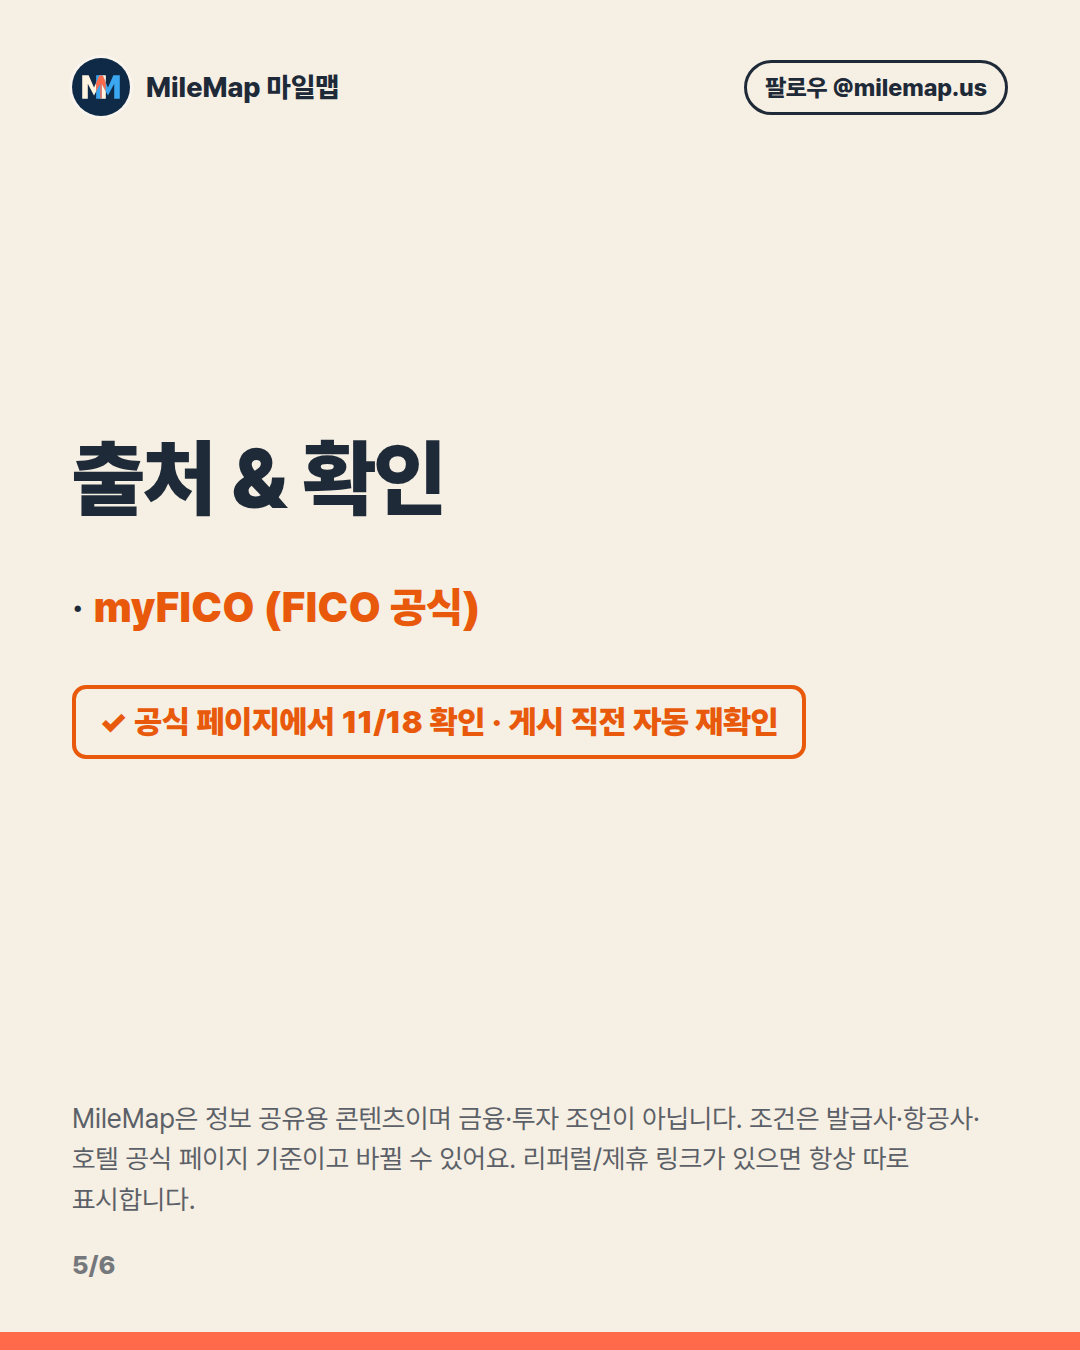 MM MileMap 마일맵
팔로우 @milemap.us
출처 & 확인
· myFICO (FICO 공식)
✓ 공식 페이지에서 11/18 확인 · 게시 직전 자동 재확인
MileMap은 정보 공유용 콘텐츠이며 금융·투자 조언이 아닙니다. 조건은 발급사·항공사·
호텔 공식 페이지 기준이고 바뀔 수 있어요. 리퍼럴/제휴 링크가 있으면 항상 따로
표시합니다.
5/6